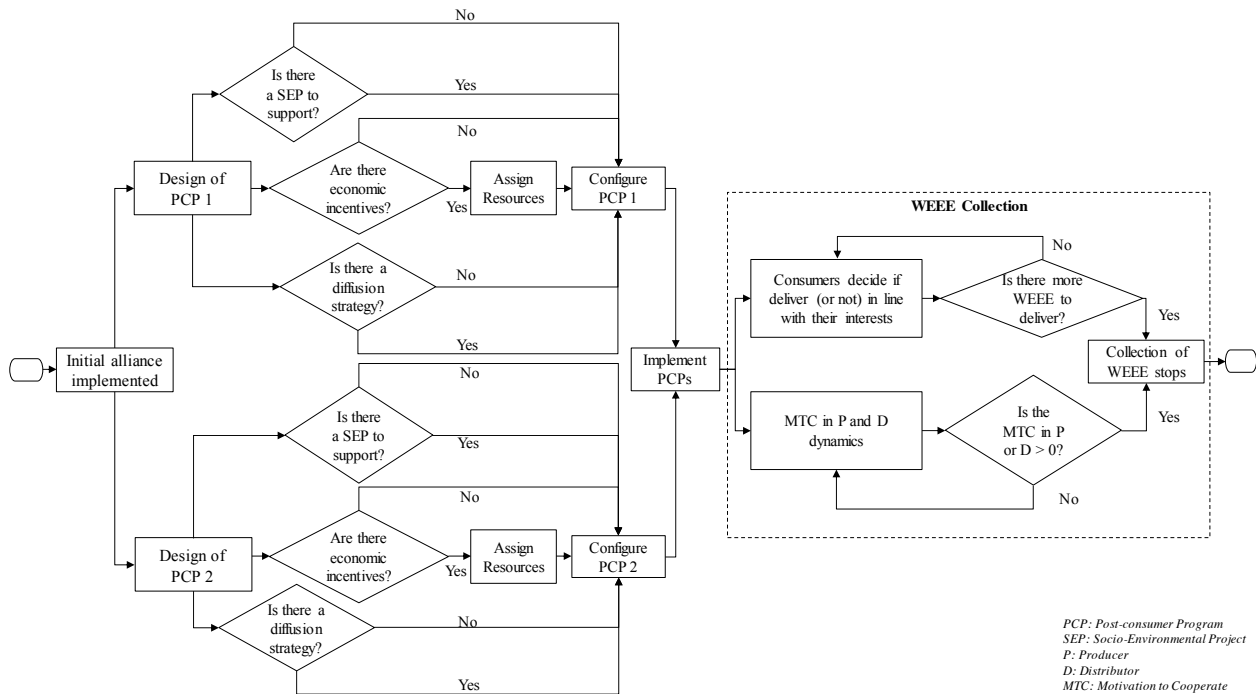 No
Is there
a SEP to
support?
Yes
No
Design of
PCP 1
Are there
economic
incentives?
Yes
Assign
Resources
Configure
PCP 1
Is there a
diffusion
strategy?
No
Yes
Initial alliance
implemented
Implement
PCPs
No
Is there
a SEP to
support?
Yes
No
Design of
PCP 2
Are there
economic
incentives?
Yes
Assign
Resources
Configure
PCP 2
Is there a
diffusion
strategy?
No
Yes
WEEE Collection
No
Consumers decide if
deliver (or not) in line
with their interests
Is there more
WEEE to
deliver?
Yes
Collection of
WEEE stops
MTC in P and D
dynamics
Is the
MTC in P
or D > 0?
Yes
No
PCP: Post-consumer Program
SEP: Socio-Environmental Project
P: Producer
D: Distributor
MTC: Motivation to Cooperate